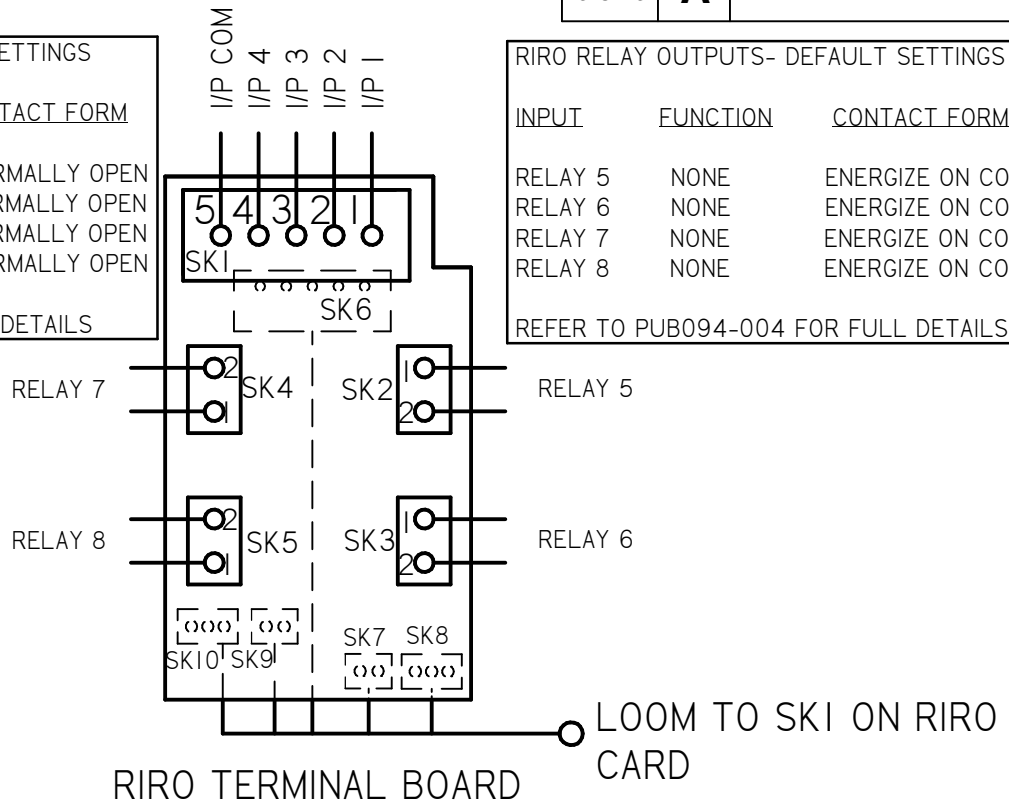 A
ETTINGS
TACT FORM
RMALLY OPEN
RMALLY OPEN
RMALLY OPEN
RMALLY OPEN
DETAILS
I/P COM
I/P 4
I/P 3
I/P 2
I/P 1
RIRO RELAY OUTPUTS- DEFAULT SETTINGS
INPUT FUNCTION CONTACT FORM
RELAY 5 NONE ENERGIZE ON CO
RELAY 6 NONE ENERGIZE ON CO
RELAY 7 NONE ENERGIZE ON CO
RELAY 8 NONE ENERGIZE ON CO
REFER TO PUB094-004 FOR FULL DETAILS
5 4 3 2 1
SK1
SK6
RELAY 7
2
1
SK4
SK2
1
2
RELAY 5
RELAY 8
2
1
SK5
SK3
1
2
RELAY 6
SK10
SK9
SK7
SK8
LOOM TO SK1 ON RIRO
CARD
RIRO TERMINAL BOARD